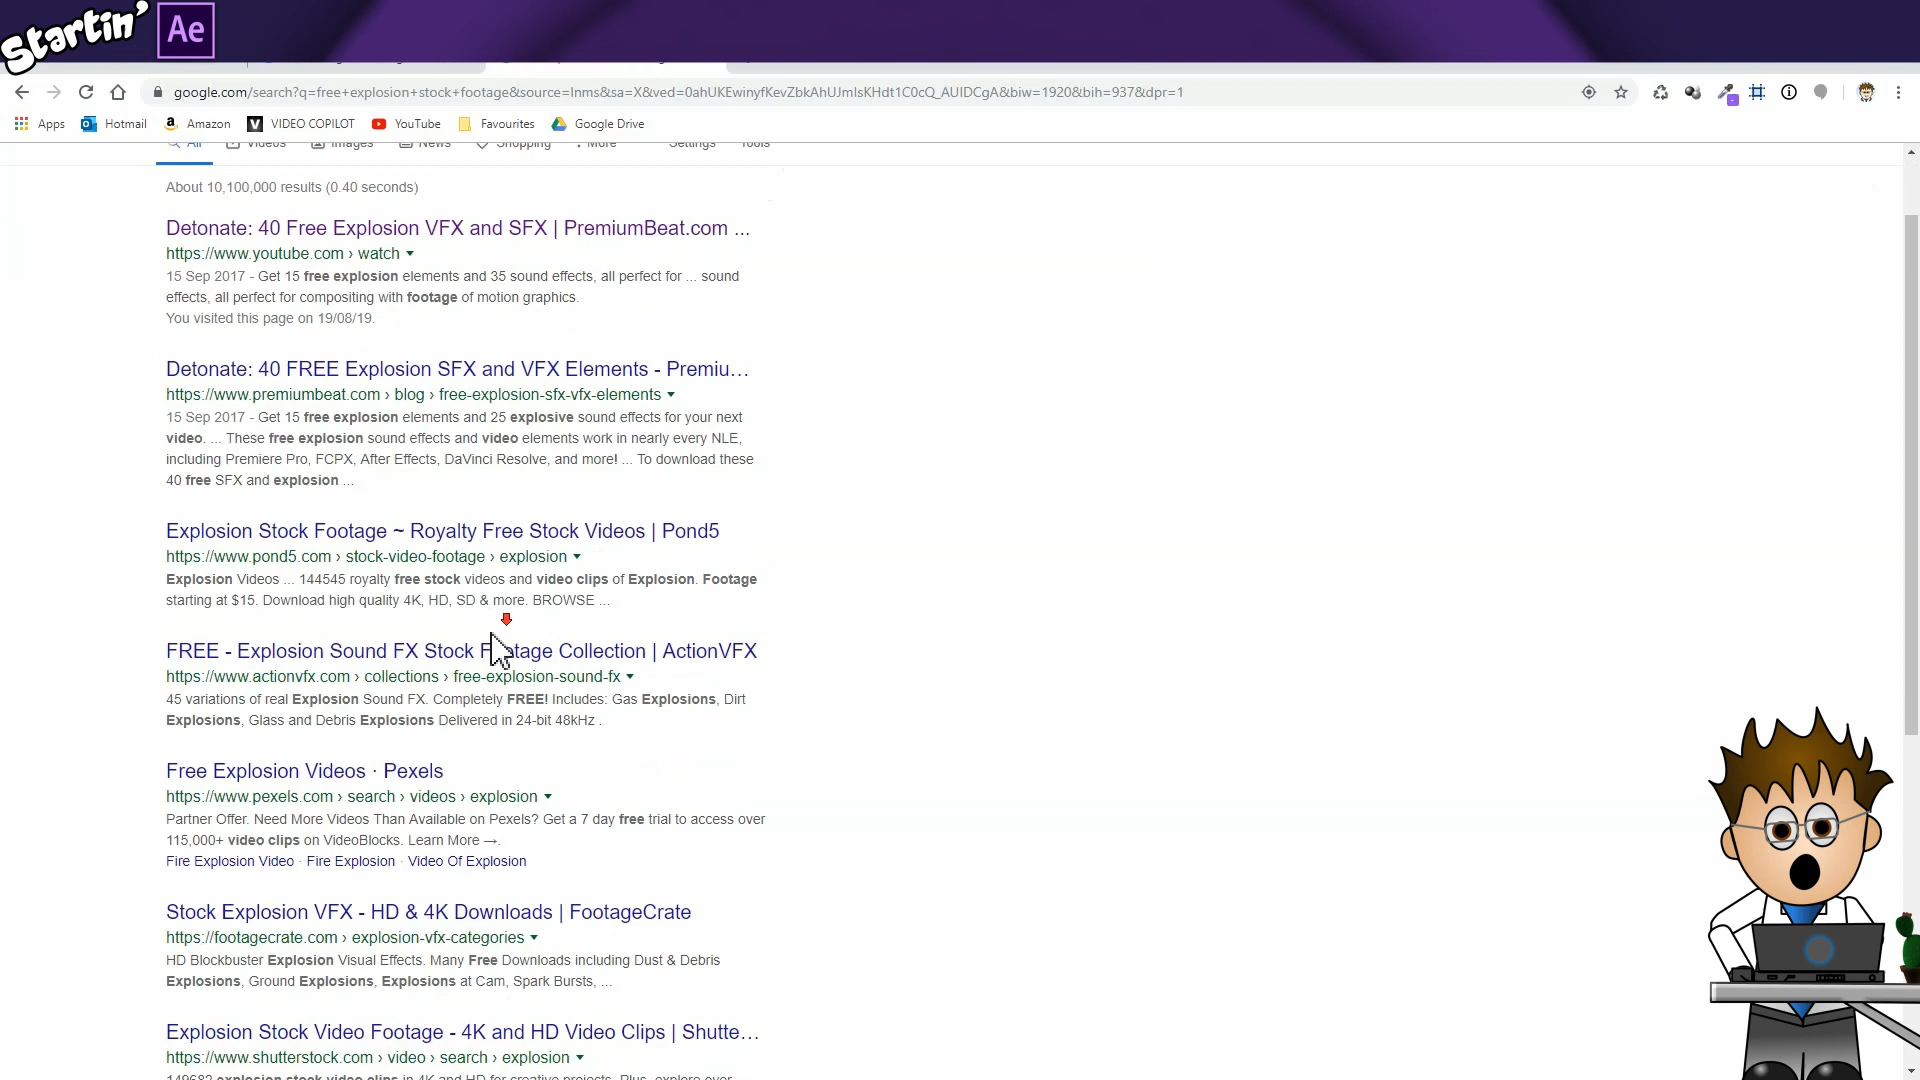 Startin' Ae
google.com/search?q=free+explosion+stock+footage&source=lnms&sa=X&ved=0ahUKEwinyfKevZbkAhUJmIsKHdt1C0cQ_AUIDCgA&biw=1920&bih=937&dpr=1
Apps Hotmail Amazon VIDEO COPILOT YouTube Favourites Google Drive
All Videos Images News Shopping More Settings Tools
About 10,100,000 results (0.40 seconds)
Detonate: 40 Free Explosion VFX and SFX | PremiumBeat.com ...
https://www.youtube.com › watch
15 Sep 2017 - Get 15 free explosion elements and 35 sound effects, all perfect for ... sound
effects, all perfect for compositing with footage of motion graphics.
You visited this page on 19/08/19.
Detonate: 40 FREE Explosion SFX and VFX Elements - Premiu...
https://www.premiumbeat.com › blog › free-explosion-sfx-vfx-elements
15 Sep 2017 - Get 15 free explosion elements and 25 explosive sound effects for your next
video. ... These free explosion sound effects and video elements work in nearly every NLE,
including Premiere Pro, FCPX, After Effects, DaVinci Resolve, and more! ... To download these
40 free SFX and explosion ...
Explosion Stock Footage ~ Royalty Free Stock Videos | Pond5
https://www.pond5.com › stock-video-footage › explosion
Explosion Videos ... 144545 royalty free stock videos and video clips of Explosion. Footage
starting at $15. Download high quality 4K, HD, SD & more. BROWSE ...
FREE - Explosion Sound FX Stock Footage Collection | ActionVFX
https://www.actionvfx.com › collections › free-explosion-sound-fx
45 variations of real Explosion Sound FX. Completely FREE! Includes: Gas Explosions, Dirt
Explosions, Glass and Debris Explosions Delivered in 24-bit 48kHz .
Free Explosion Videos · Pexels
https://www.pexels.com › search › videos › explosion
Partner Offer. Need More Videos Than Available on Pexels? Get a 7 day free trial to access over
115,000+ video clips on VideoBlocks. Learn More →.
Fire Explosion Video · Fire Explosion · Video Of Explosion
Stock Explosion VFX - HD & 4K Downloads | FootageCrate
https://footagecrate.com › explosion-vfx-categories
HD Blockbuster Explosion Visual Effects. Many Free Downloads including Dust & Debris
Explosions, Ground Explosions, Explosions at Cam, Spark Bursts, ...
Explosion Stock Video Footage - 4K and HD Video Clips | Shutte...
https://www.shutterstock.com › video › search › explosion
149682 explosion stock video clips in 4K and HD for creative projects. Plus, explore over